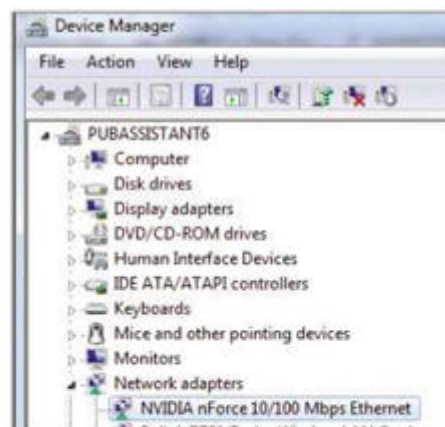 Device Manager
File Action View Help
PUBASSISTANT6
Computer
Disk drives
Display adapters
DVD/CD-ROM drives
Human Interface Devices
IDE ATA/ATAPI controllers
Keyboards
Mice and other pointing devices
Monitors
Network adapters
NVIDIA nForce 10/100 Mbps Ethernet